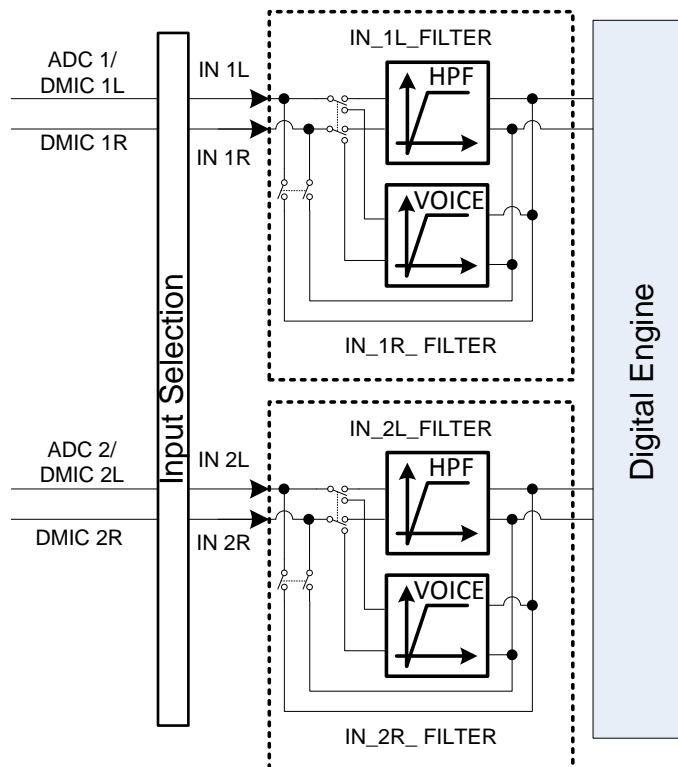 IN_1L_FILTER
ADC 1/
DMIC 1L
IN 1L
HPF
DMIC 1R
IN 1R
VOICE
IN_1R_ FILTER
Input Selection
Digital Engine
IN_2L_FILTER
ADC 2/
DMIC 2L
IN 2L
HPF
DMIC 2R
IN 2R
VOICE
IN_2R_ FILTER